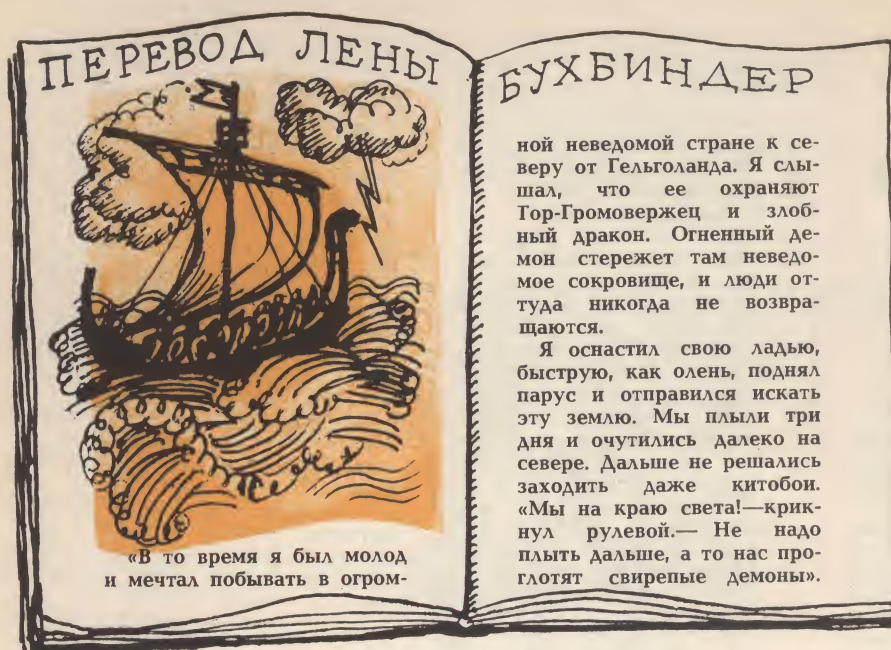 ПЕРЕВОД ЛЕНЫ
БУХБИНДЕР
«В то время я был молод
и мечтал побывать в огром-
ной неведомой стране к се-
веру от Гельголанда. Я слы-
шал, что ее охраняют
Тор-Громовержец и злоб-
ный дракон. Огненный де-
мон стережет там неведо-
мое сокровище, и люди от-
туда никогда не возвра-
щаются.
Я оснастил свою ладью,
быструю, как олень, поднял
парус и отправился искать
эту землю. Мы плыли три
дня и очутились далеко на
севере. Дальше не решались
заходить даже китобои.
«Мы на краю света!—крик-
нул рулевой.— Не надо
плыть дальше, а то нас про-
глотят свирепые демоны».